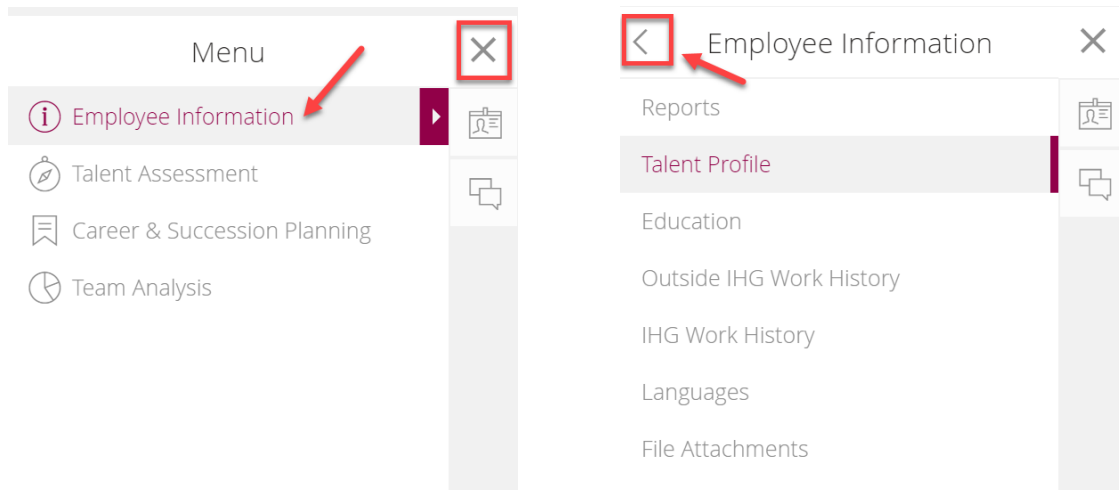 Menu
Employee Information
Talent Assessment
Career & Succession Planning
Team Analysis
Employee Information
Reports
Talent Profile
Education
Outside IHG Work History
IHG Work History
Languages
File Attachments